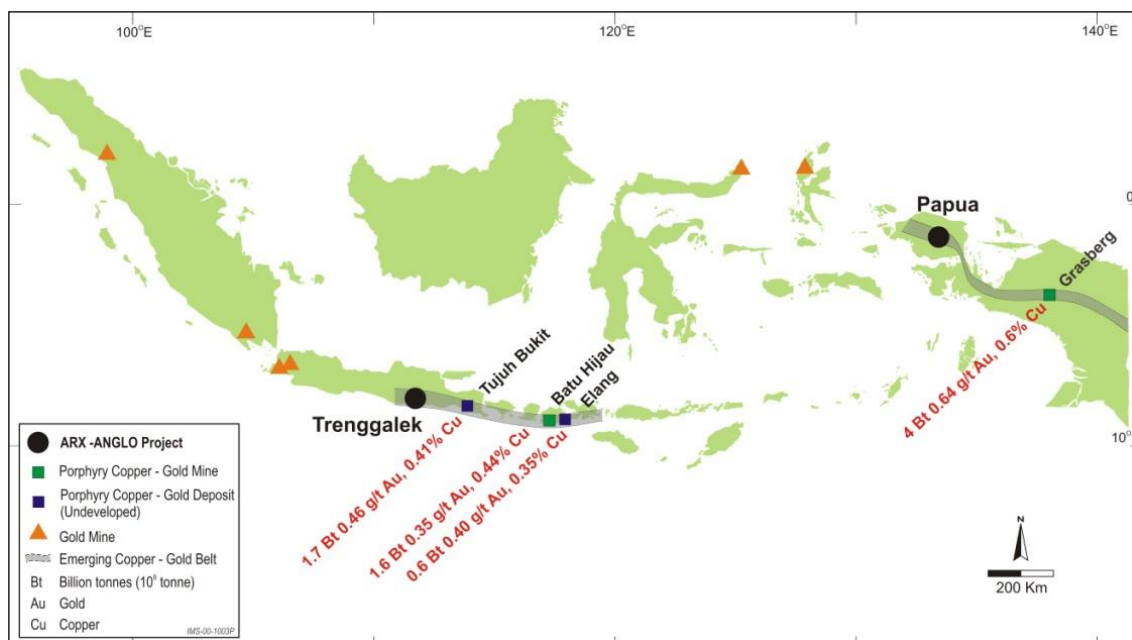 100°E
120°E
140°E
0
10°
Papua
Grasberg
4 Bt 0.64 g/t Au, 0.6% Cu
Tujuh Bukit
Batu Hijau
Elang
Trenggalek
1.7 Bt 0.46 g/t Au, 0.41% Cu
1.6 Bt 0.35 g/t Au, 0.44% Cu
0.6 Bt 0.40 g/t Au, 0.35% Cu
ARX -ANGLO Project
Porphyry Copper - Gold Mine
Porphyry Copper - Gold Deposit
(Undeveloped)
Gold Mine
Emerging Copper - Gold Belt
Bt Billion tonnes (10⁹ tonne)
Au Gold
Cu Copper
IMS-00-1003P
N
200 Km